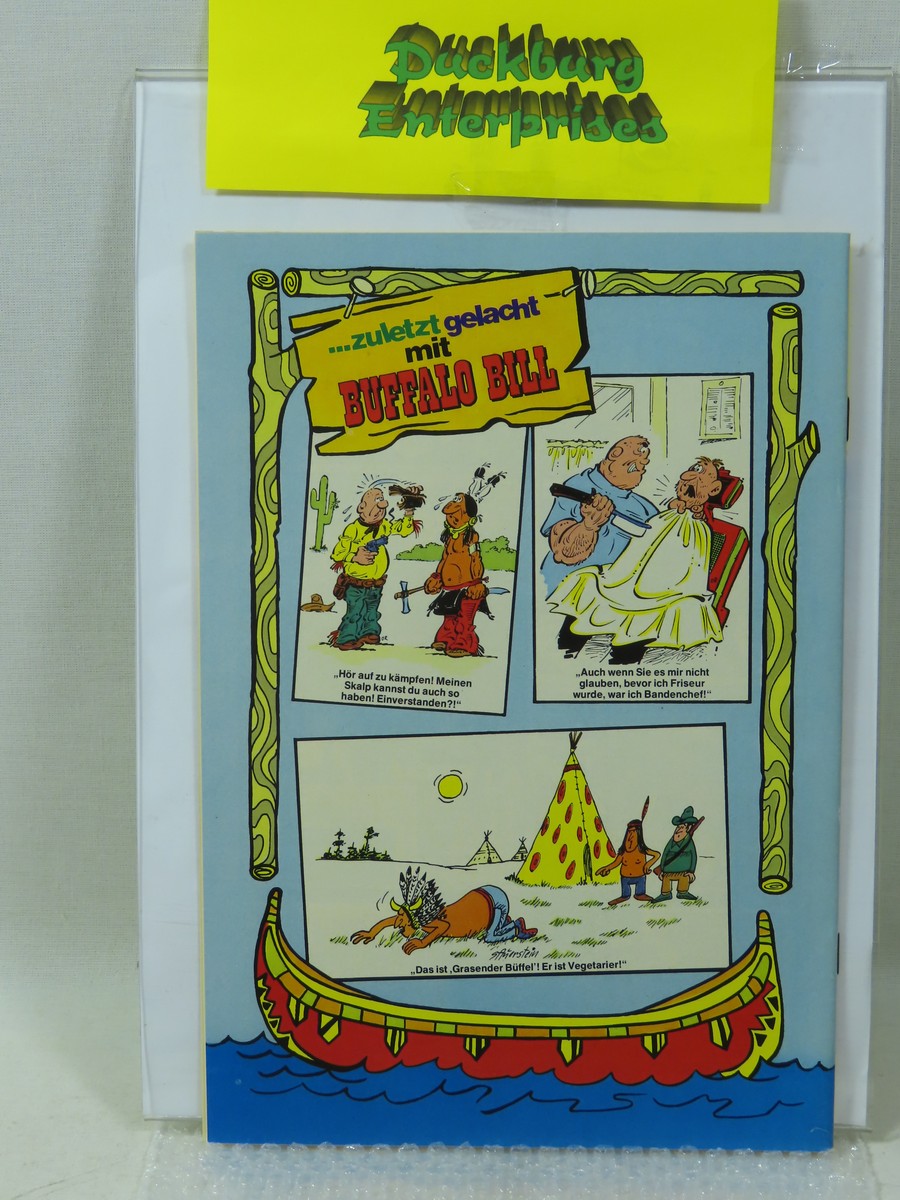 Duckburg
Enterprises
...zuletzt gelacht
mit
BUFFALO BILL
„Hör auf zu kämpfen! Meinen
Skalp kannst du auch so
haben! Einverstanden?!“
„Auch wenn Sie es mir nicht
glauben, bevor ich Friseur
wurde, war ich Bandenchef!“
„Das ist ‚Grasender Büffel‘! Er ist Vegetarier!“